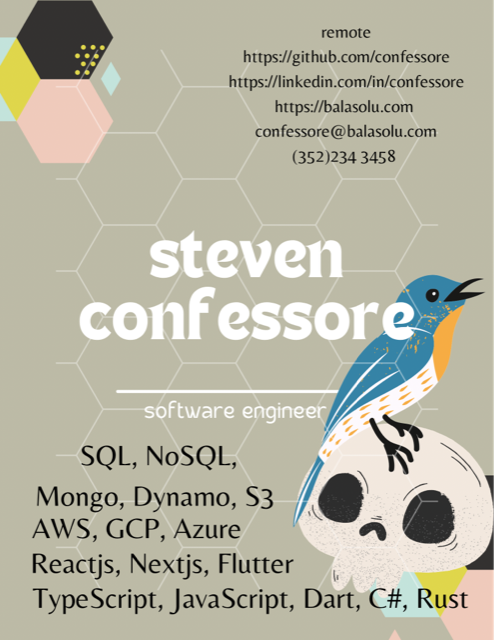 remote
https://github.com/confessore
https://linkedin.com/in/confessore
https://balasolu.com
confessore@balasolu.com
(352)234 3458
steven
confessore
software engineer
SQL, NoSQL,
Mongo, Dynamo, S3
AWS, GCP, Azure
Reactjs, Nextjs, Flutter
TypeScript, JavaScript, Dart, C#, Rust